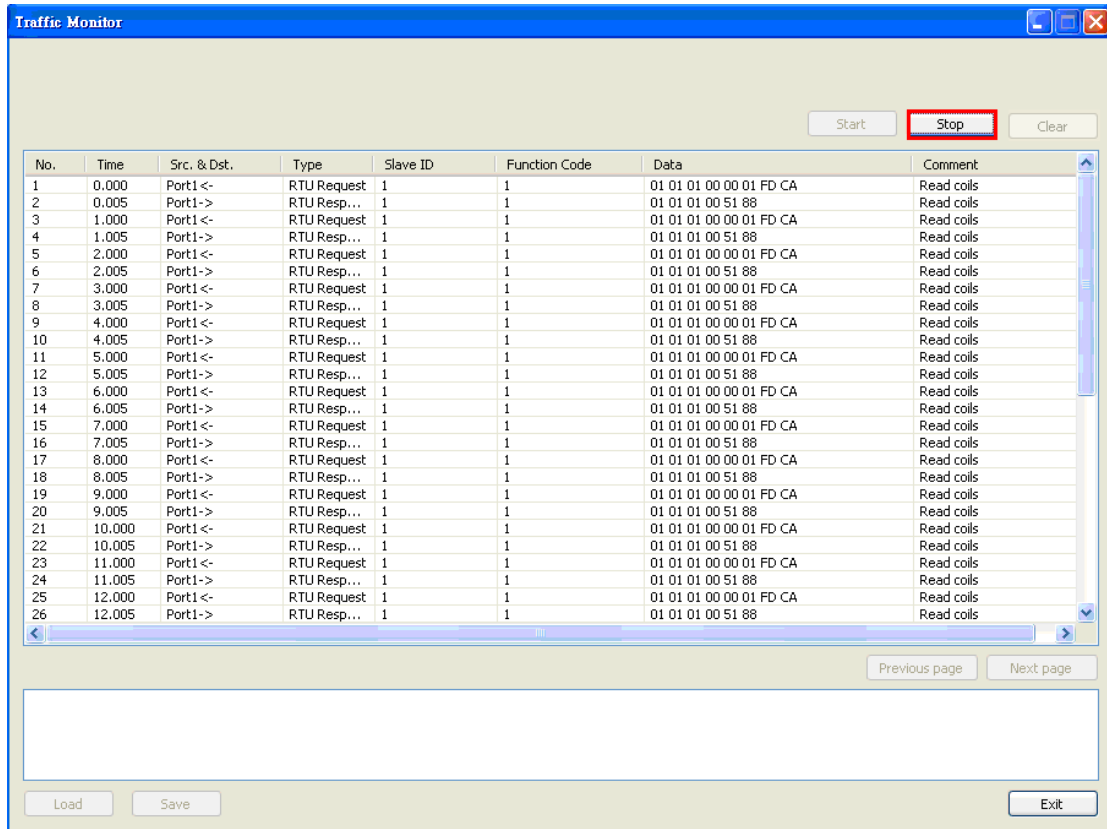 Traffic Monitor
Start Stop Clear
No. Time Src. & Dst. Type Slave ID Function Code Data Comment
1 0.000 Port1<- RTU Request 1 1 01 01 01 00 00 01 FD CA Read coils
2 0.005 Port1-> RTU Resp... 1 1 01 01 01 00 51 88 Read coils
3 1.000 Port1<- RTU Request 1 1 01 01 01 00 00 01 FD CA Read coils
4 1.005 Port1-> RTU Resp... 1 1 01 01 01 00 51 88 Read coils
5 2.000 Port1<- RTU Request 1 1 01 01 01 00 00 01 FD CA Read coils
6 2.005 Port1-> RTU Resp... 1 1 01 01 01 00 51 88 Read coils
7 3.000 Port1<- RTU Request 1 1 01 01 01 00 00 01 FD CA Read coils
8 3.005 Port1-> RTU Resp... 1 1 01 01 01 00 51 88 Read coils
9 4.000 Port1<- RTU Request 1 1 01 01 01 00 00 01 FD CA Read coils
10 4.005 Port1-> RTU Resp... 1 1 01 01 01 00 51 88 Read coils
11 5.000 Port1<- RTU Request 1 1 01 01 01 00 00 01 FD CA Read coils
12 5.005 Port1-> RTU Resp... 1 1 01 01 01 00 51 88 Read coils
13 6.000 Port1<- RTU Request 1 1 01 01 01 00 00 01 FD CA Read coils
14 6.005 Port1-> RTU Resp... 1 1 01 01 01 00 51 88 Read coils
15 7.000 Port1<- RTU Request 1 1 01 01 01 00 00 01 FD CA Read coils
16 7.005 Port1-> RTU Resp... 1 1 01 01 01 00 51 88 Read coils
17 8.000 Port1<- RTU Request 1 1 01 01 01 00 00 01 FD CA Read coils
18 8.005 Port1-> RTU Resp... 1 1 01 01 01 00 51 88 Read coils
19 9.000 Port1<- RTU Request 1 1 01 01 01 00 00 01 FD CA Read coils
20 9.005 Port1-> RTU Resp... 1 1 01 01 01 00 51 88 Read coils
21 10.000 Port1<- RTU Request 1 1 01 01 01 00 00 01 FD CA Read coils
22 10.005 Port1-> RTU Resp... 1 1 01 01 01 00 51 88 Read coils
23 11.000 Port1<- RTU Request 1 1 01 01 01 00 00 01 FD CA Read coils
24 11.005 Port1-> RTU Resp... 1 1 01 01 01 00 51 88 Read coils
25 12.000 Port1<- RTU Request 1 1 01 01 01 00 00 01 FD CA Read coils
26 12.005 Port1-> RTU Resp... 1 1 01 01 01 00 51 88 Read coils
Previous page Next page
Load Save Exit